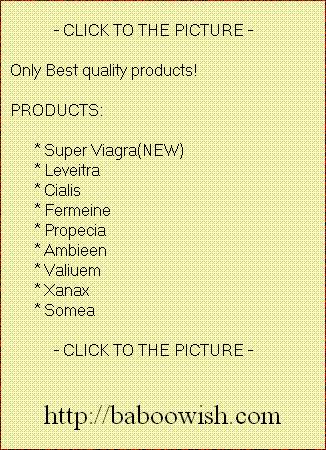 - CLICK TO THE PICTURE -
Only Best quality products!
PRODUCTS:
* Super Viagra(NEW)
* Leveitra
* Cialis
* Fermeine
* Propecia
* Ambieen
* Valiuem
* Xanax
* Somea
- CLICK TO THE PICTURE -
http://baboowish.com